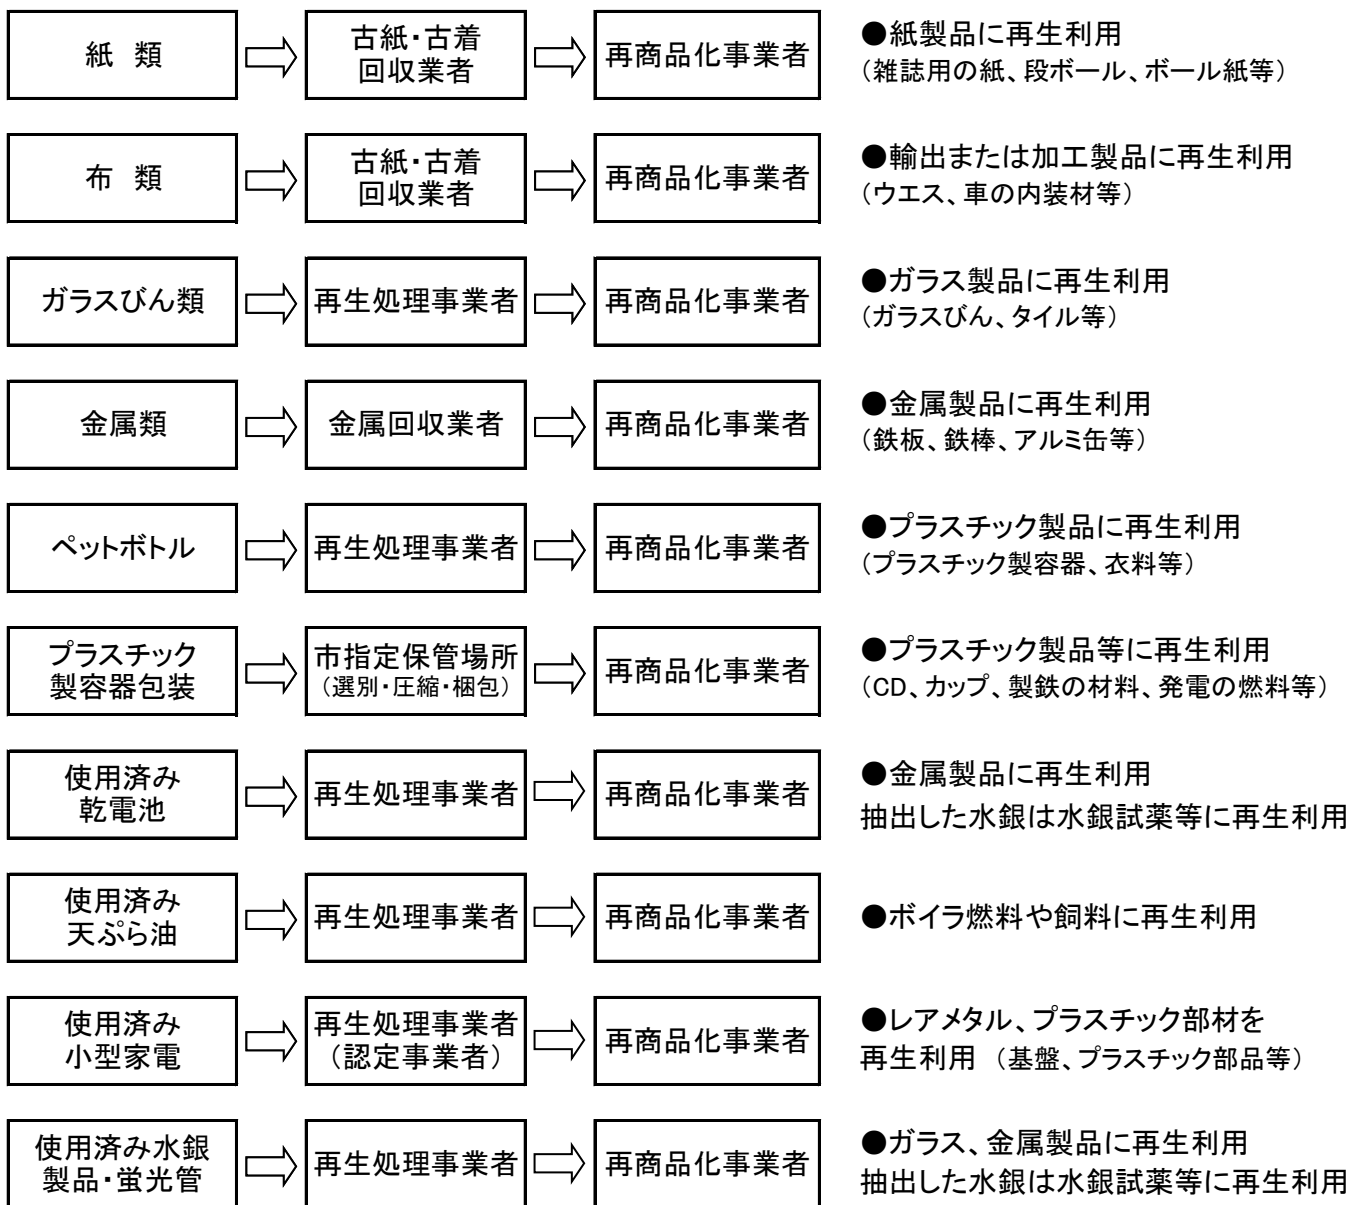 紙 類
古紙・古着
回収業者
再商品化事業者
●紙製品に再生利用
（雑誌用の紙、段ボール、ボール紙等）
布 類
古紙・古着
回収業者
再商品化事業者
●輸出または加工製品に再生利用
（ウエス、車の内装材等）
ガラスびん類
再生処理事業者
再商品化事業者
●ガラス製品に再生利用
（ガラスびん、タイル等）
金属類
金属回収業者
再商品化事業者
●金属製品に再生利用
（鉄板、鉄棒、アルミ缶等）
ペットボトル
再生処理事業者
再商品化事業者
●プラスチック製品に再生利用
（プラスチック製容器、衣料等）
プラスチック
製容器包装
市指定保管場所
（選別・圧縮・梱包）
再商品化事業者
●プラスチック製品等に再生利用
（CD、カップ、製鉄の材料、発電の燃料等）
使用済み
乾電池
再生処理事業者
再商品化事業者
●金属製品に再生利用
抽出した水銀は水銀試薬等に再生利用
使用済み
天ぷら油
再生処理事業者
再商品化事業者
●ボイラ燃料や飼料に再生利用
使用済み
小型家電
再生処理事業者
（認定事業者）
再商品化事業者
●レアメタル、プラスチック部材を
再生利用 （基盤、プラスチック部品等）
使用済み水銀
製品・蛍光管
再生処理事業者
再商品化事業者
●ガラス、金属製品に再生利用
抽出した水銀は水銀試薬等に再生利用